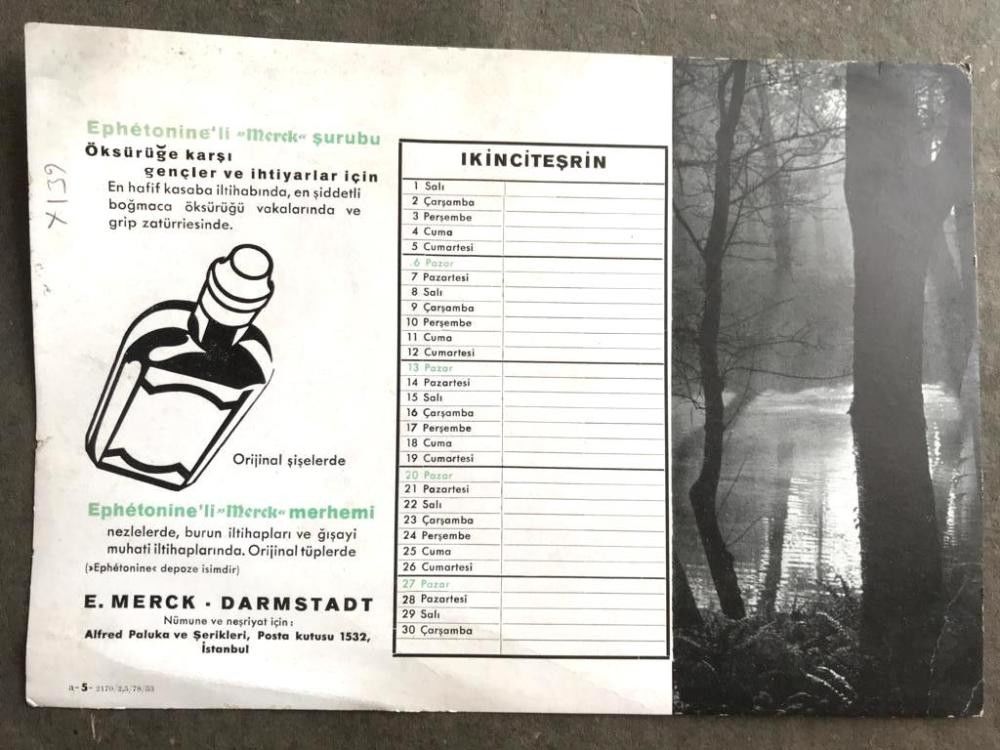 Ephétonine'li »Merck« şurubu
Öksürüğe karşı
gençler ve ihtiyarlar için
En hafif kasaba iltihabında, en şiddetli
boğmaca öksürüğü vakalarında ve
grip zatürriesinde.
X139
Orijinal şişelerde
Ephétonine'li »Merck« merhemi
nezlelerde, burun iltihapları ve ğışayi
muhati iltihaplarında. Orijinal tüplerde
(»Ephétonine« depoze isimdir)
E. MERCK · DARMSTADT
Nümune ve neşriyat için:
Alfred Paluka ve Şerikleri, Posta kutusu 1532,
İstanbul
a-5- 2170/2,5/78/53
IKINCITEŞRIN
1 Salı
2 Çarşamba
3 Perşembe
4 Cuma
5 Cumartesi
6 Pazar
7 Pazartesi
8 Salı
9 Çarşamba
10 Perşembe
11 Cuma
12 Cumartesi
13 Pazar
14 Pazartesi
15 Salı
16 Çarşamba
17 Perşembe
18 Cuma
19 Cumartesi
20 Pazar
21 Pazartesi
22 Salı
23 Çarşamba
24 Perşembe
25 Cuma
26 Cumartesi
27 Pazar
28 Pazartesi
29 Salı
30 Çarşamba